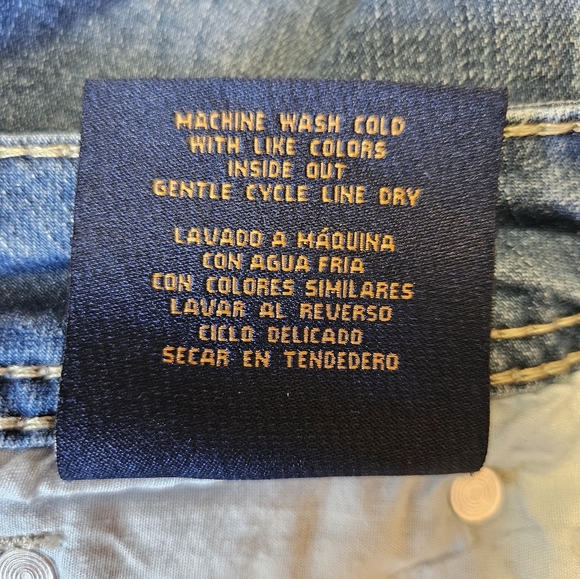 MACHINE WASH COLD
WITH LIKE COLORS
INSIDE OUT
GENTLE CYCLE LINE DRY
LAVADO A MÁQUINA
CON AGUA FRIA
CON COLORES SIMILARES
LAVAR AL REVERSO
CICLO DELICADO
SECAR EN TENDEDERO